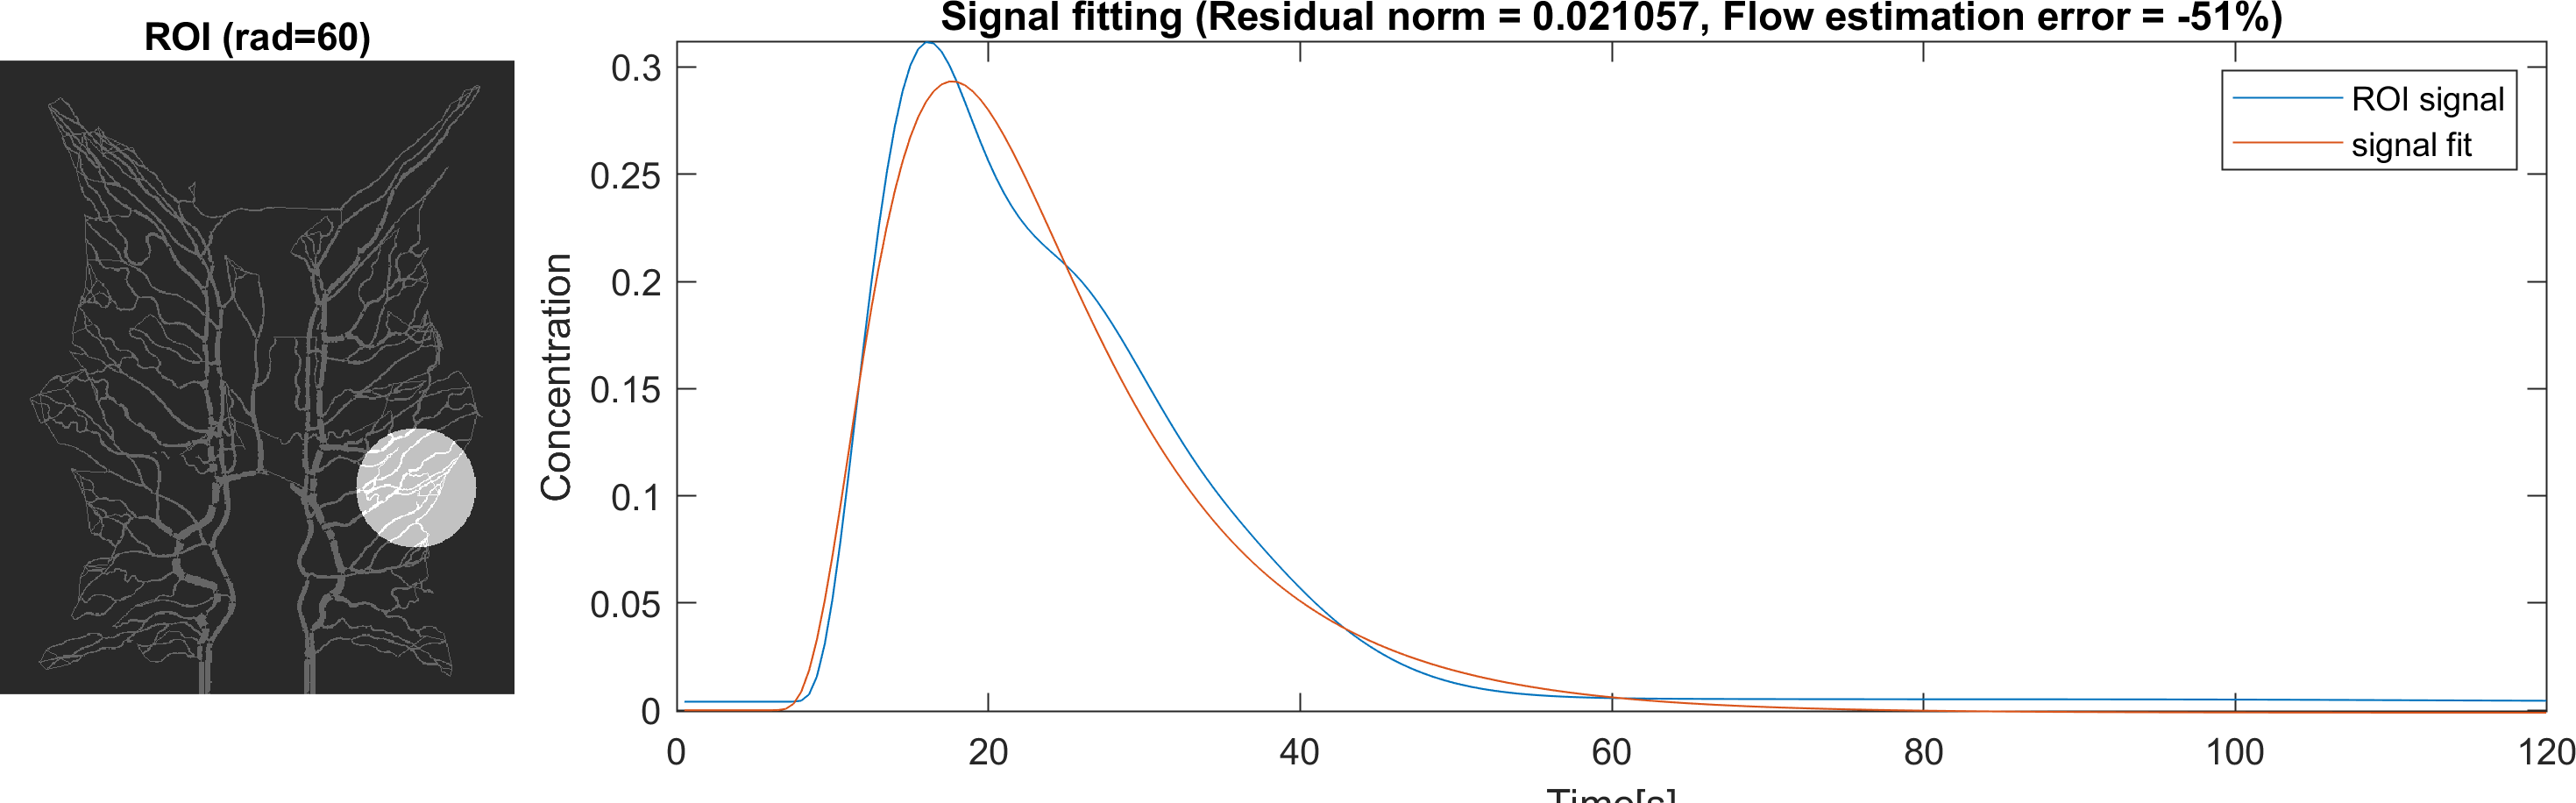 ROI (rad=60)
Signal fitting (Residual norm = 0.021057, Flow estimation error = -51%)
ROI signal
signal fit
Concentration
0.3
0.25
0.2
0.15
0.1
0.05
0
0 20 40 60 80 100 120
Time[s]